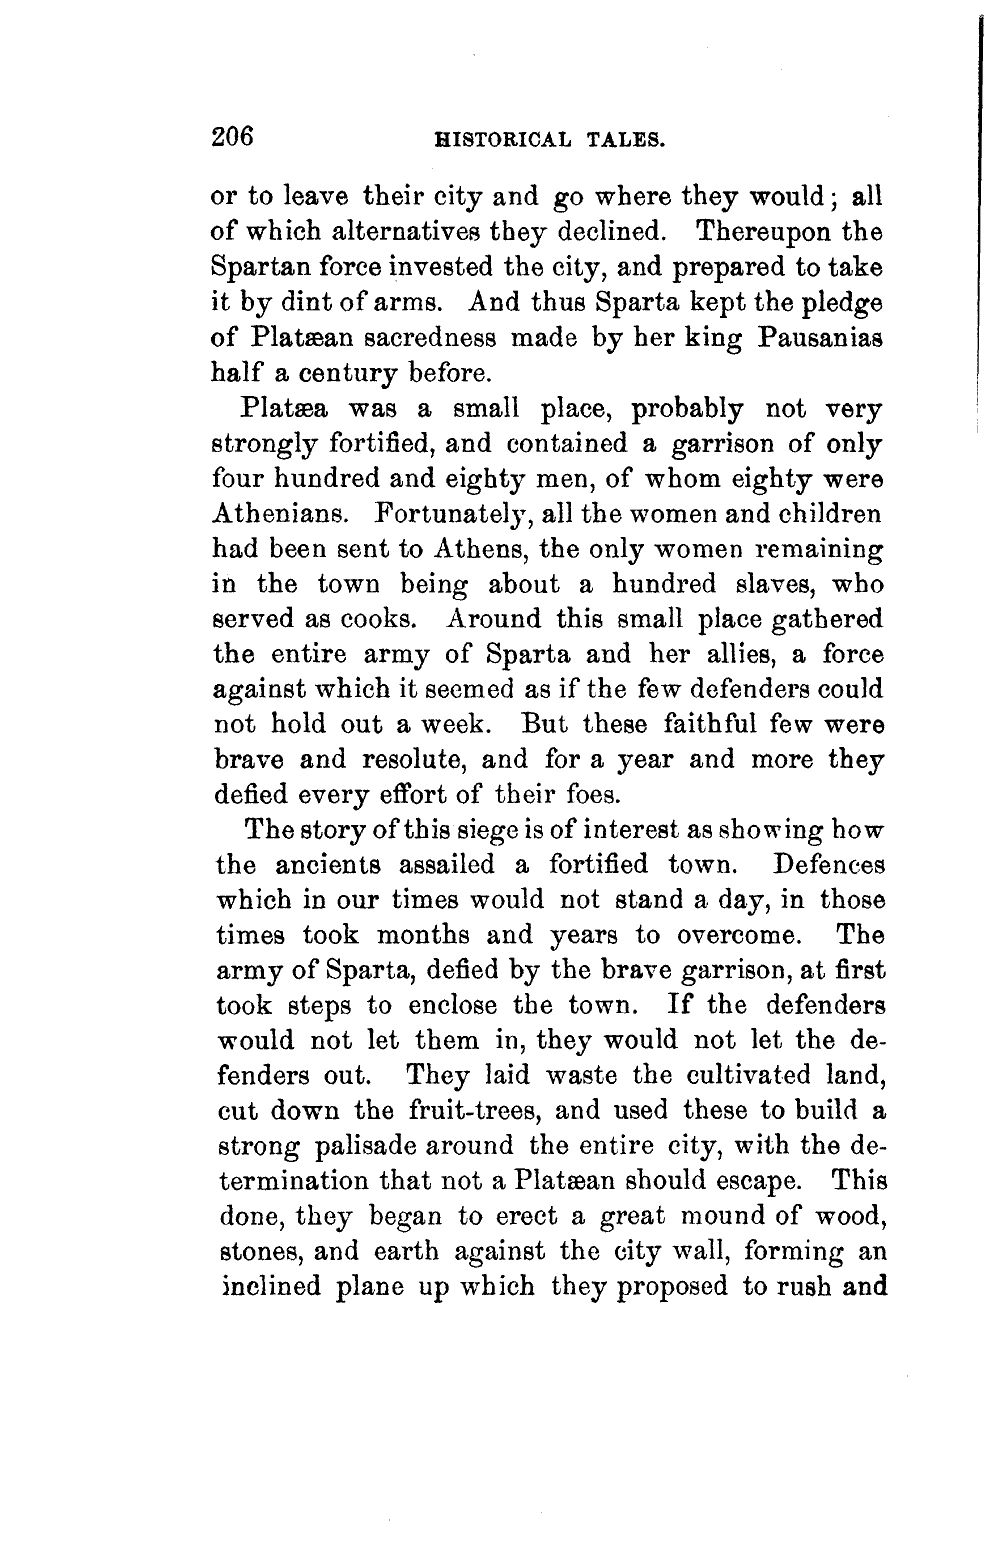 206 HISTORICAL TALES.
or to leave their city and go where they would; all
of which alternatives they declined. Thereupon the
Spartan force invested the city, and prepared to take
it by dint of arms. And thus Sparta kept the pledge
of Platæan sacredness made by her king Pausanias
half a century before.
Platæa was a small place, probably not very
strongly fortified, and contained a garrison of only
four hundred and eighty men, of whom eighty were
Athenians. Fortunately, all the women and children
had been sent to Athens, the only women remaining
in the town being about a hundred slaves, who
served as cooks. Around this small place gathered
the entire army of Sparta and her allies, a force
against which it seemed as if the few defenders could
not hold out a week. But these faithful few were
brave and resolute, and for a year and more they
defied every effort of their foes.
The story of this siege is of interest as showing how
the ancients assailed a fortified town. Defences
which in our times would not stand a day, in those
times took months and years to overcome. The
army of Sparta, defied by the brave garrison, at first
took steps to enclose the town. If the defenders
would not let them in, they would not let the de-
fenders out. They laid waste the cultivated land,
cut down the fruit-trees, and used these to build a
strong palisade around the entire city, with the de-
termination that not a Platæan should escape. This
done, they began to erect a great mound of wood,
stones, and earth against the city wall, forming an
inclined plane up which they proposed to rush and